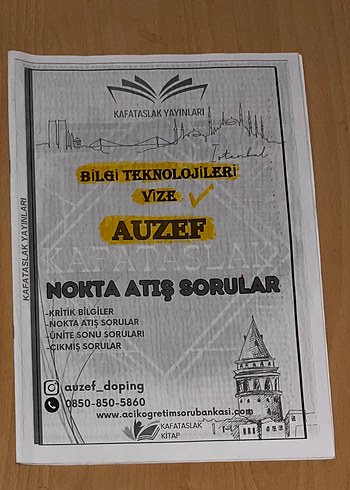 KAFATASLAK YAYINLARI
İstanbul
BİLGİ TEKNOLOJİLERİ
VİZE
AUZEF
KAFATASLAK
KAFATASLAK YAYINLARI
NOKTA ATIŞ SORULAR
-KRİTİK BİLGİLER
-NOKTA ATIŞ SORULAR
-ÜNİTE SONU SORULARI
-ÇIKMIŞ SORULAR
auzef_doping
0850-850-5860
www.acikogretimsorubankasi.com
KAFATASLAK
KİTAP